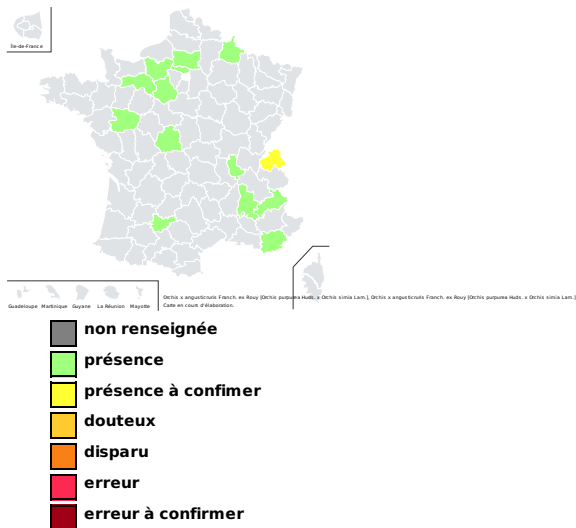 Île-de-France
Guadeloupe Martinique Guyane La Réunion Mayotte
Orchis x angusticruris Franch. ex Rouy [Orchis purpurea Huds. x Orchis simia Lam.], Orchis x angusticruris Franch. ex Rouy [Orchis purpurea Huds. x Orchis simia Lam.]
Carte en cours d'élaboration.
non renseignée
présence
présence à confimer
douteux
disparu
erreur
erreur à confirmer